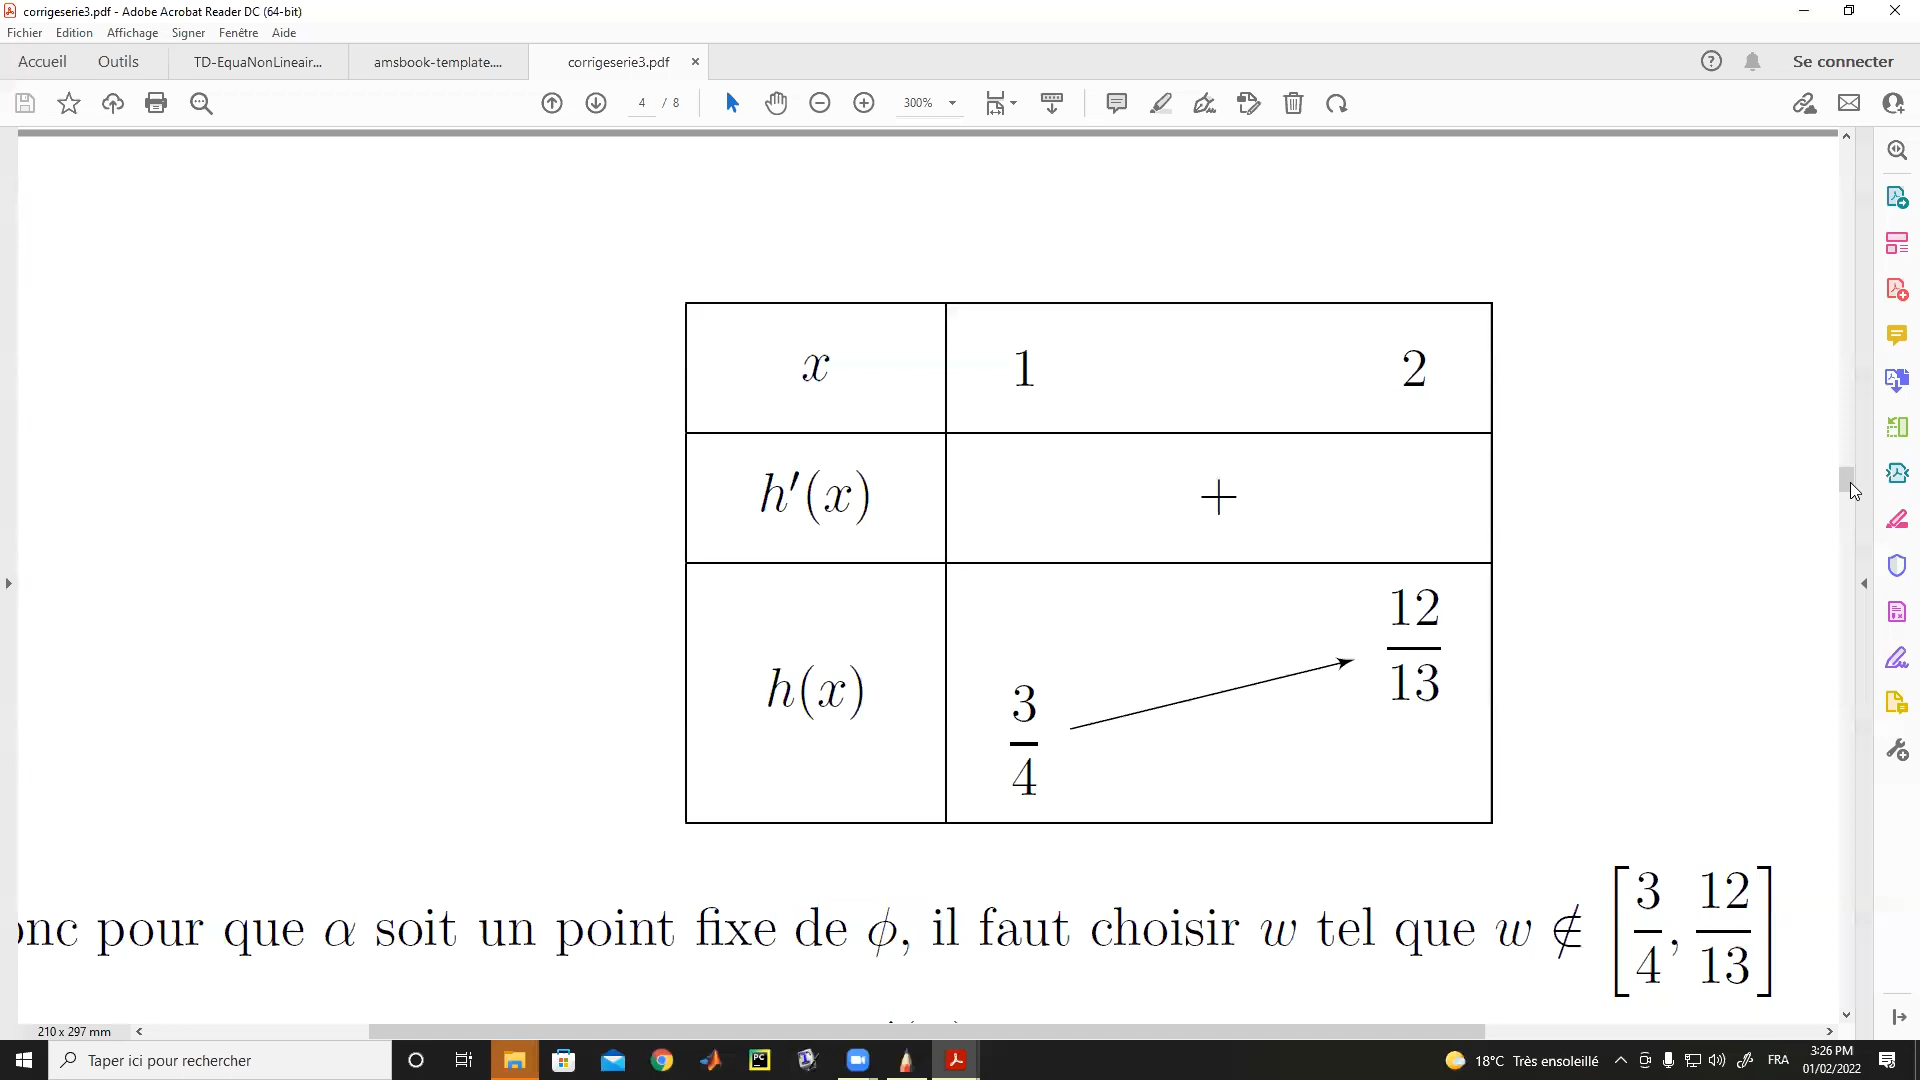 corrigeserie3.pdf - Adobe Acrobat Reader DC (64-bit)
Fichier Edition Affichage Signer Fenêtre Aide
Accueil Outils TD-EquaNonLineair... amsbook-template.... corrigeserie3.pdf × Se connecter
4 / 8 300%
x 1 2
h′(x) +
h(x) 3/4 12/13
onc pour que α soit un point fixe de ϕ, il faut choisir w tel que w ∉ [3/4, 12/13]
210 x 297 mm
Taper ici pour rechercher 18°C Très ensoleillé FRA 3:26 PM
01/02/2022